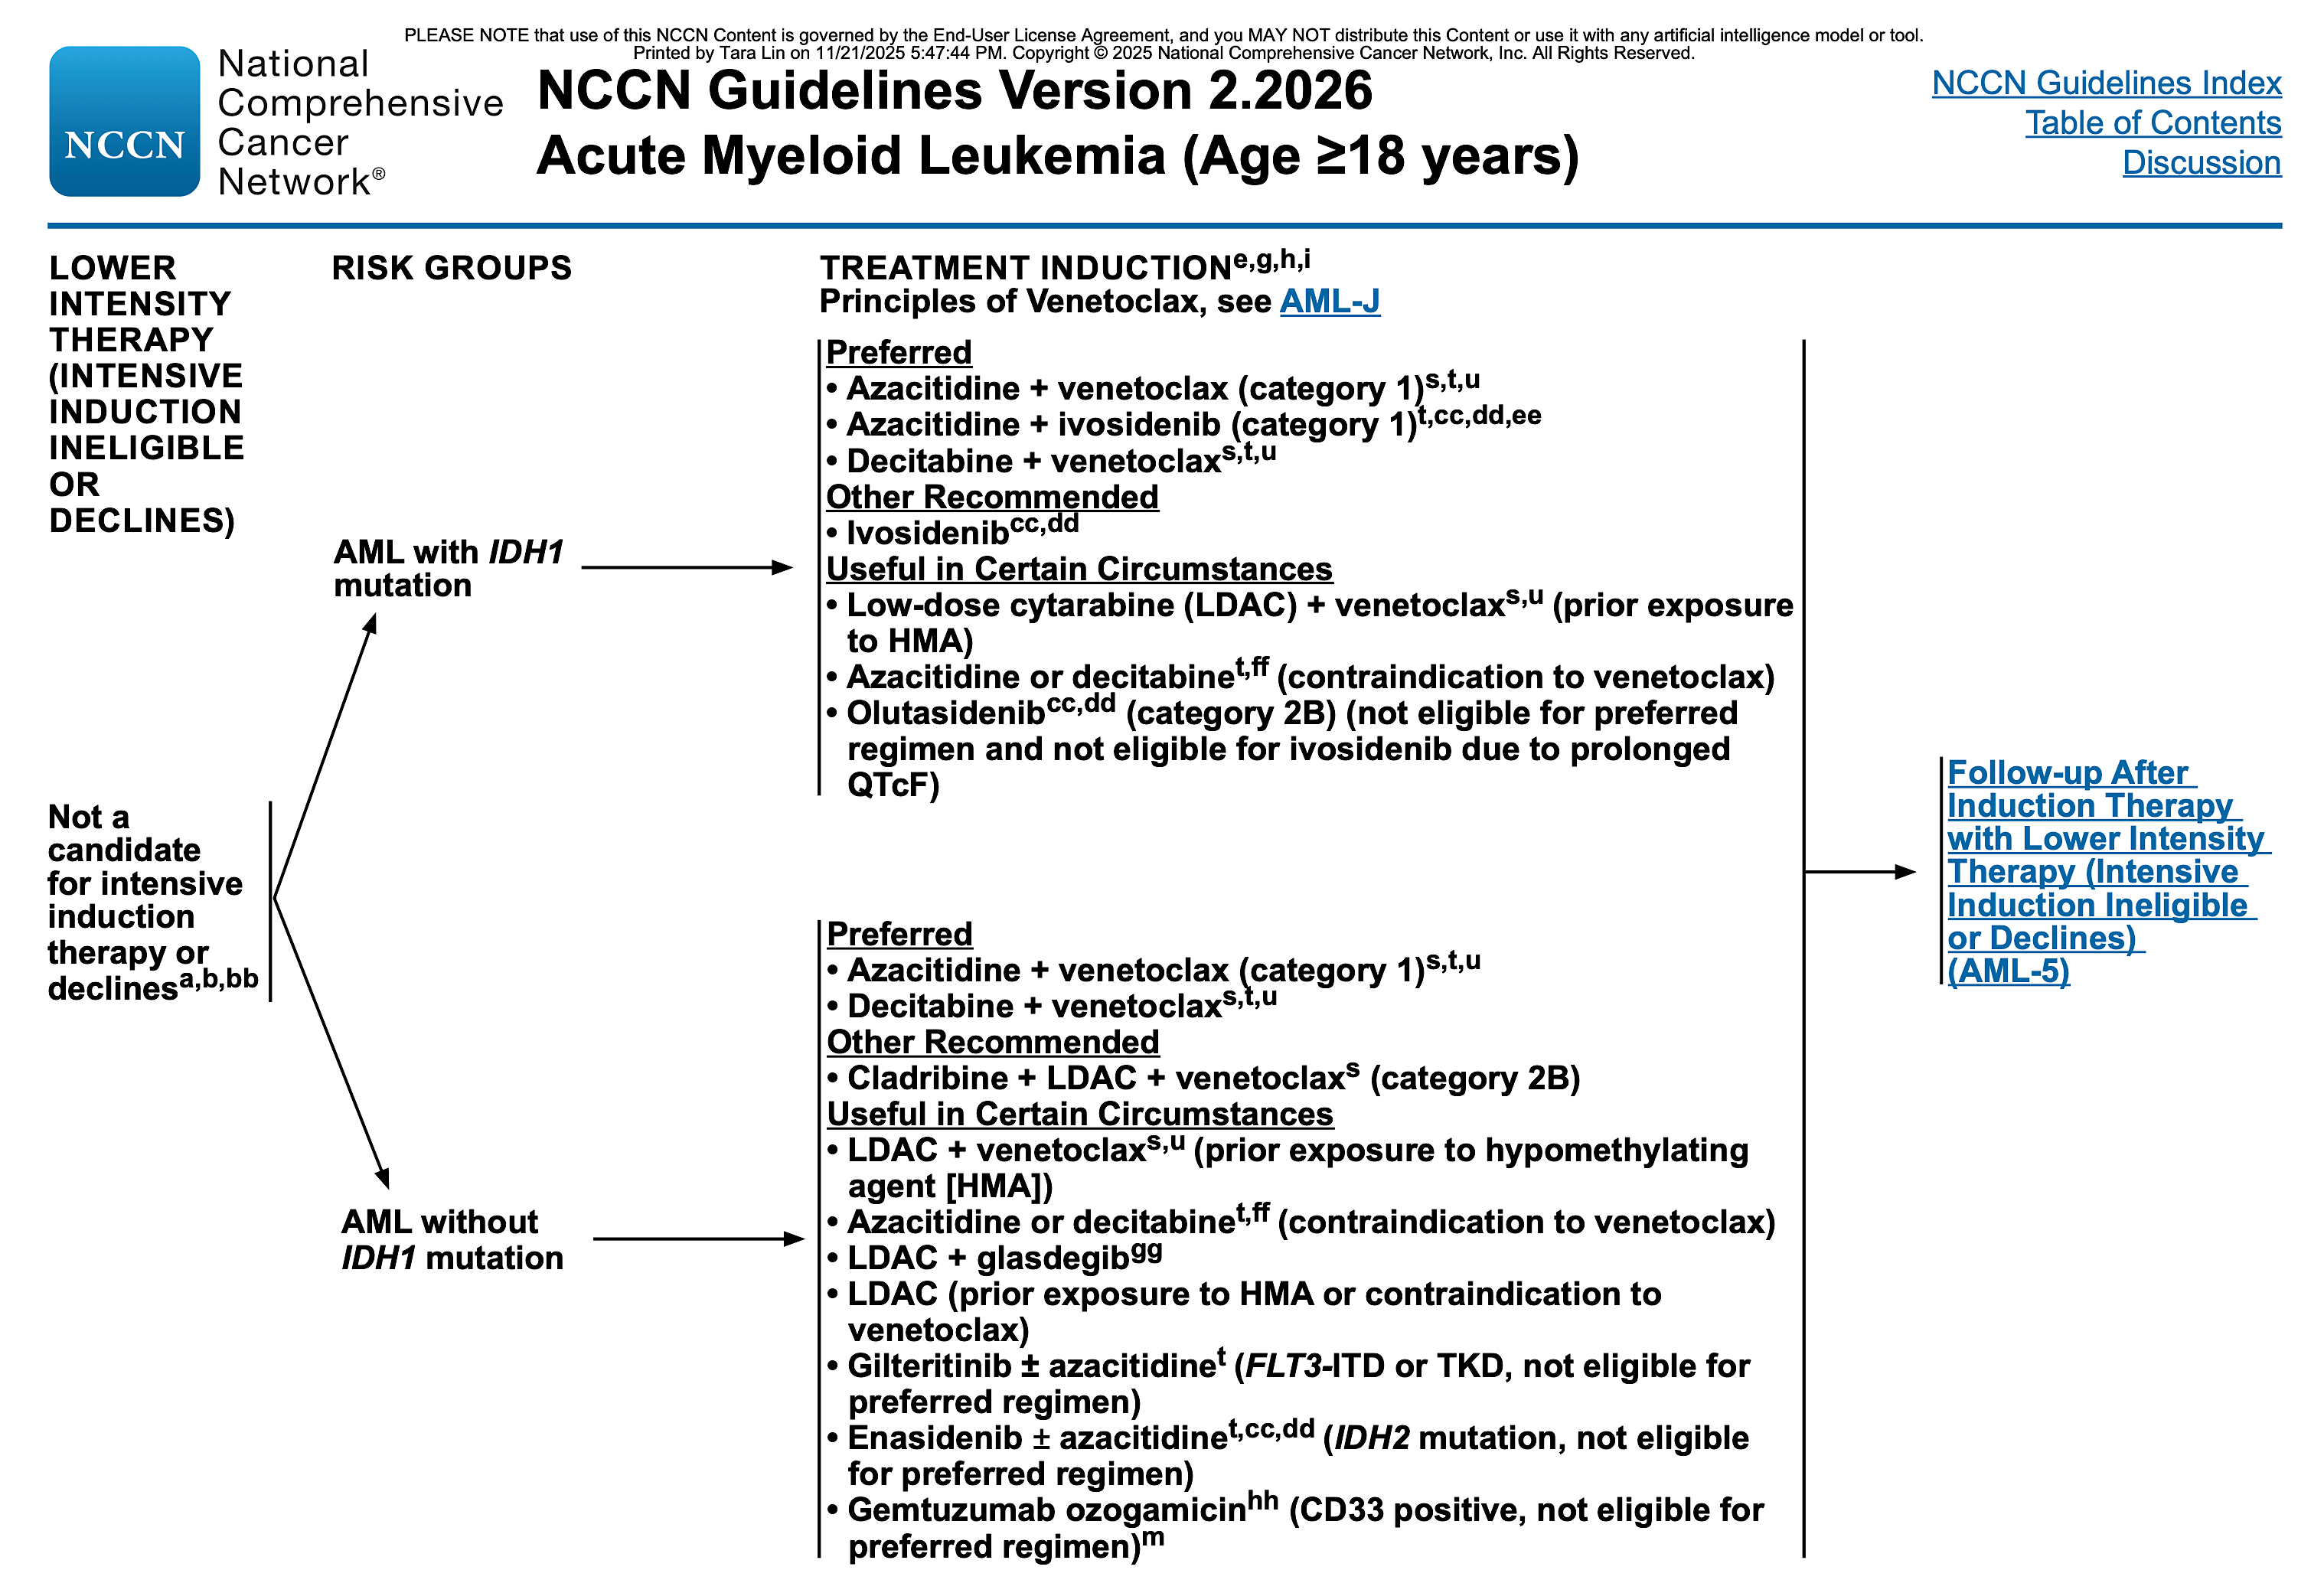 PLEASE NOTE that use of this NCCN Content is governed by the End-User License Agreement, and you MAY NOT distribute this Content or use it with any artificial intelligence model or tool.
Printed by Tara Lin on 11/21/2025 5:47:44 PM. Copyright © 2025 National Comprehensive Cancer Network, Inc. All Rights Reserved.
NCCN
National
Comprehensive
Cancer
Network®
NCCN Guidelines Version 2.2026
Acute Myeloid Leukemia (Age ≥18 years)
NCCN Guidelines Index
Table of Contents
Discussion
LOWER
INTENSITY
THERAPY
(INTENSIVE
INDUCTION
INELIGIBLE
OR
DECLINES)
RISK GROUPS
TREATMENT INDUCTIONe,g,h,i
Principles of Venetoclax, see AML-J
Not a
candidate
for intensive
induction
therapy or
declinesa,b,bb
AML with IDH1
mutation
Preferred
• Azacitidine + venetoclax (category 1)s,t,u
• Azacitidine + ivosidenib (category 1)t,cc,dd,ee
• Decitabine + venetoclaxs,t,u
Other Recommended
• Ivosidenibcc,dd
Useful in Certain Circumstances
• Low-dose cytarabine (LDAC) + venetoclaxs,u (prior exposure
to HMA)
• Azacitidine or decitabinet,ff (contraindication to venetoclax)
• Olutasidenibcc,dd (category 2B) (not eligible for preferred
regimen and not eligible for ivosidenib due to prolonged
QTcF)
AML without
IDH1 mutation
Preferred
• Azacitidine + venetoclax (category 1)s,t,u
• Decitabine + venetoclaxs,t,u
Other Recommended
• Cladribine + LDAC + venetoclaxs (category 2B)
Useful in Certain Circumstances
• LDAC + venetoclaxs,u (prior exposure to hypomethylating
agent [HMA])
• Azacitidine or decitabinet,ff (contraindication to venetoclax)
• LDAC + glasdegibgg
• LDAC (prior exposure to HMA or contraindication to
venetoclax)
• Gilteritinib ± azacitidinet (FLT3-ITD or TKD, not eligible for
preferred regimen)
• Enasidenib ± azacitidinet,cc,dd (IDH2 mutation, not eligible
for preferred regimen)
• Gemtuzumab ozogamicinhh (CD33 positive, not eligible for
preferred regimen)m
Follow-up After
Induction Therapy
with Lower Intensity
Therapy (Intensive
Induction Ineligible
or Declines)
(AML-5)